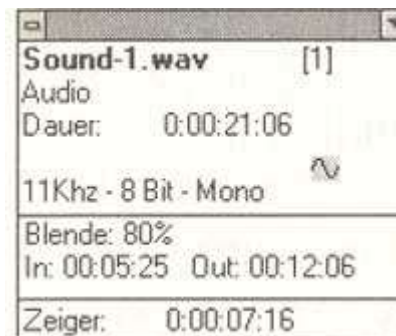 Sound-1.wav [1]
Audio
Dauer: 0:00:21:06
11Khz - 8 Bit - Mono
Blende: 80%
In: 00:05:25 Out: 00:12:06
Zeiger: 0:00:07:16